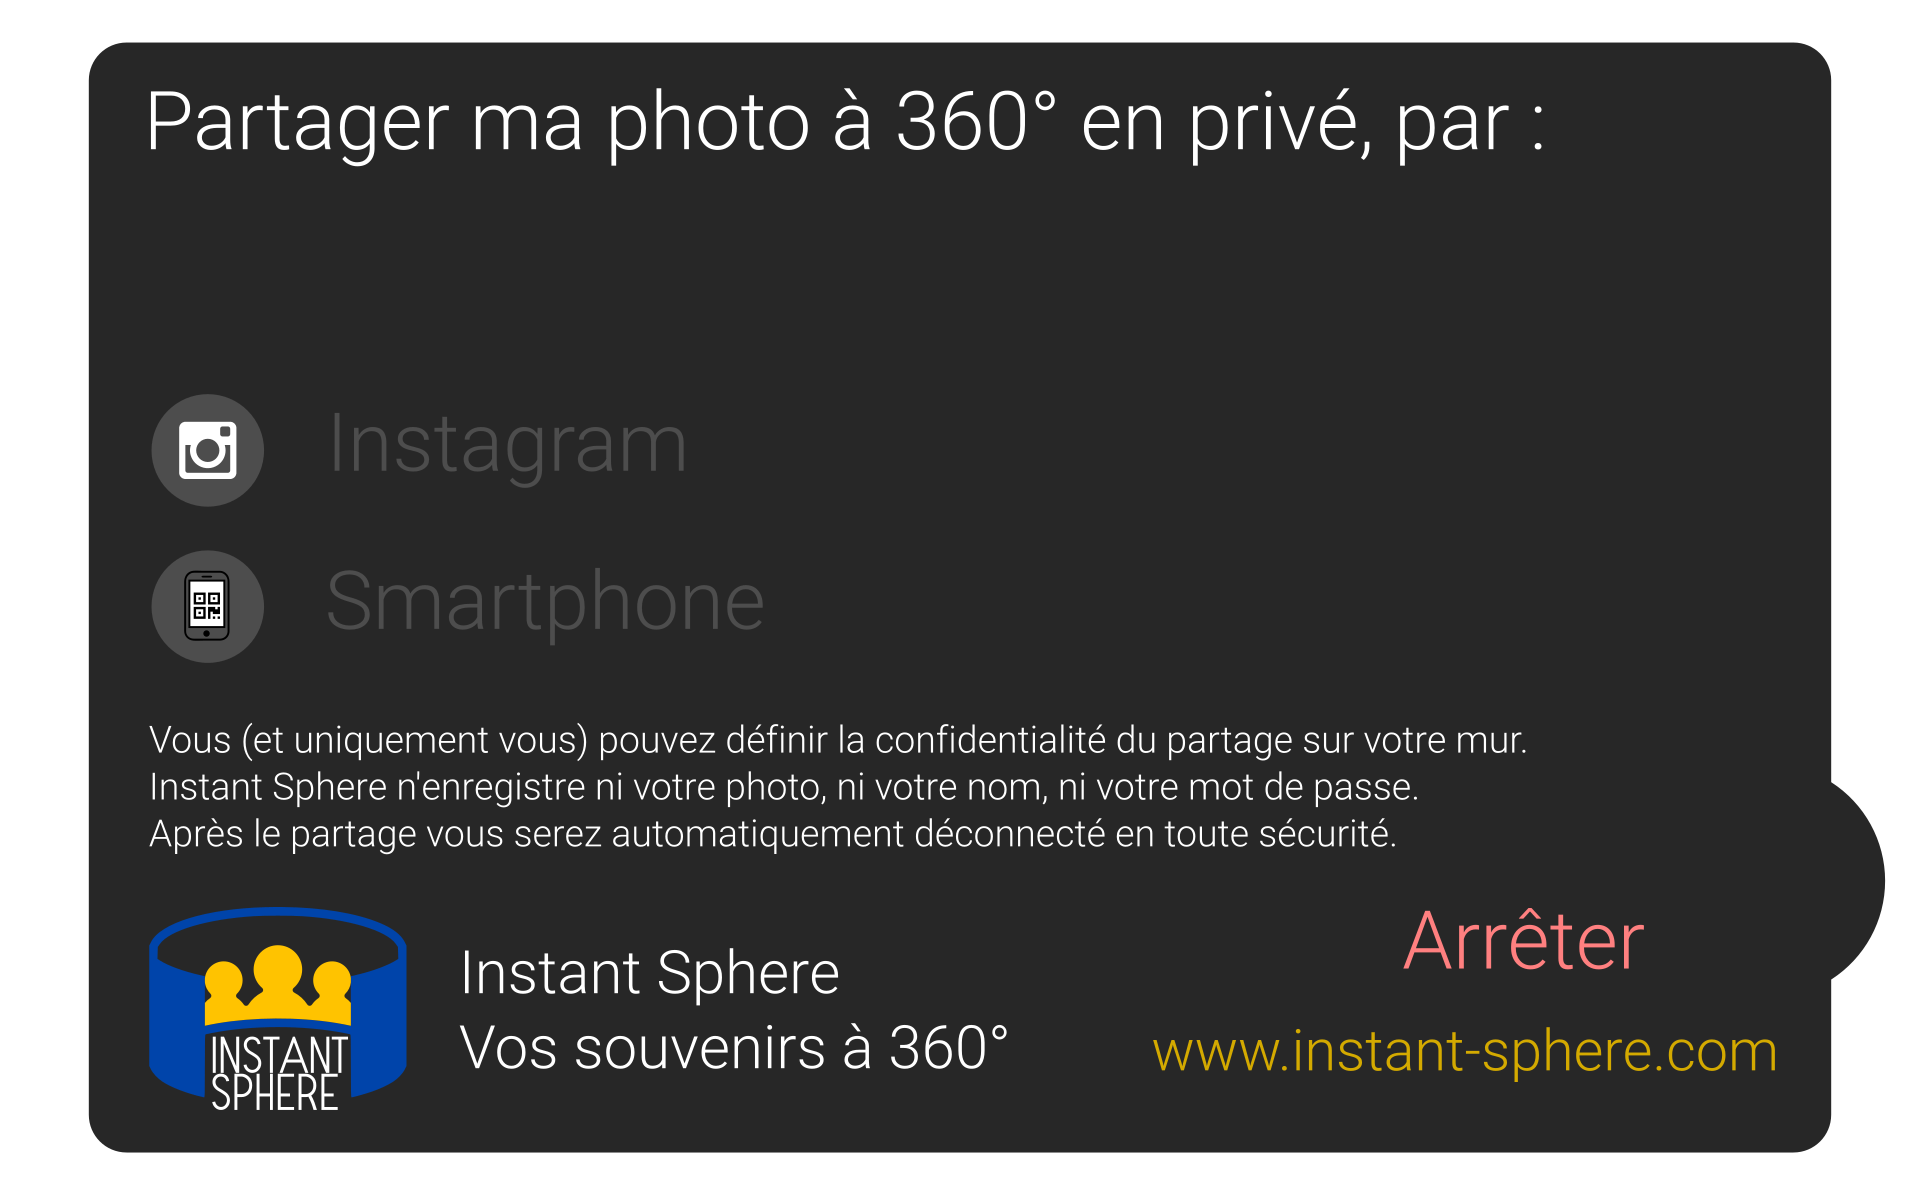 Partager ma photo à 360° en privé, par :
Instagram
Smartphone
Vous (et uniquement vous) pouvez définir la confidentialité du partage sur votre mur.
Instant Sphere n'enregistre ni votre photo, ni votre nom, ni votre mot de passe.
Après le partage vous serez automatiquement déconnecté en toute sécurité.
INSTANT
SPHERE
Instant Sphere
Vos souvenirs à 360°
Arrêter
www.instant-sphere.com